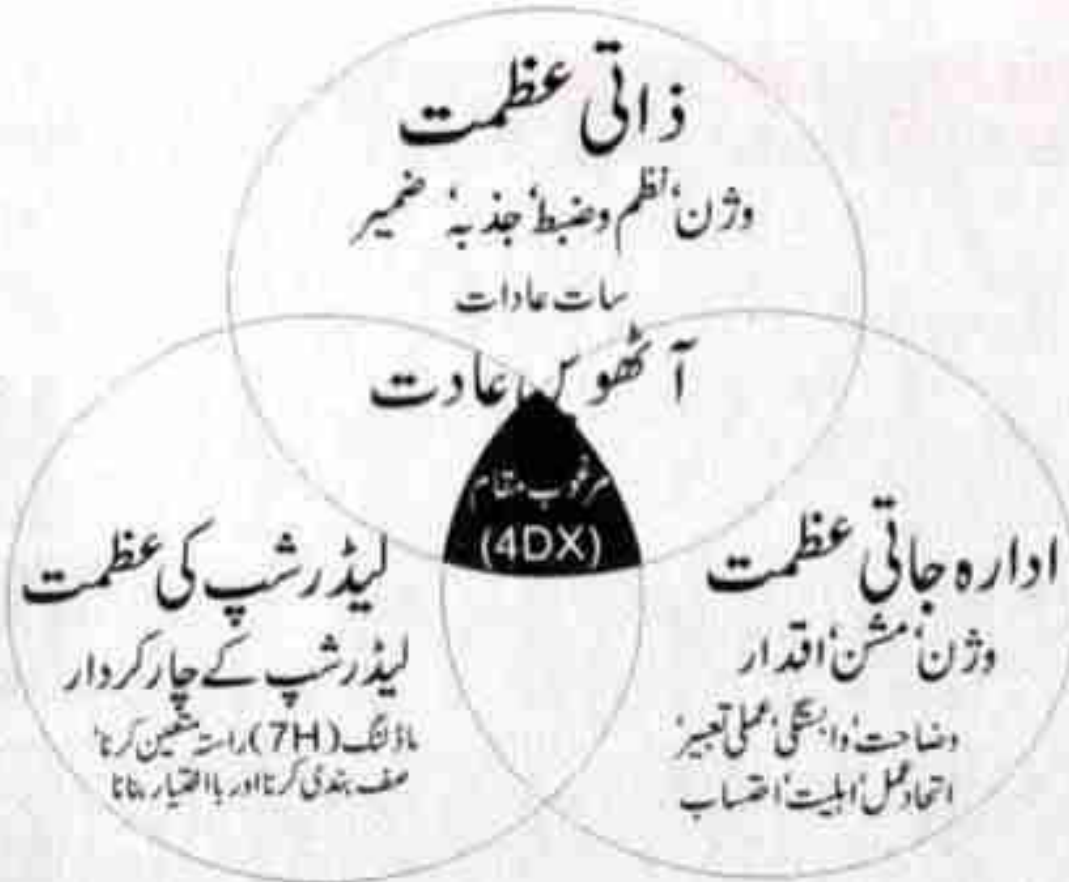 ذاتی عظمت
وژن‘ نظم وضبط‘ جذبہ‘ ضمیر
سات عادات
آٹھویں عادت
مرغوب مقام
(4DX)
لیڈرشپ کی عظمت
لیڈرشپ کے چار کردار
ماڈلنگ (7H) راستہ متعین کرنا‘
صف بندی کرنا اور بااختیار بنانا
ادارہ جاتی عظمت
وژن‘ مشن‘ اقدار
وضاحت‘ وابستگی‘ عملی تعبیر‘
اتحاد عمل‘ اہلیت‘ احتساب